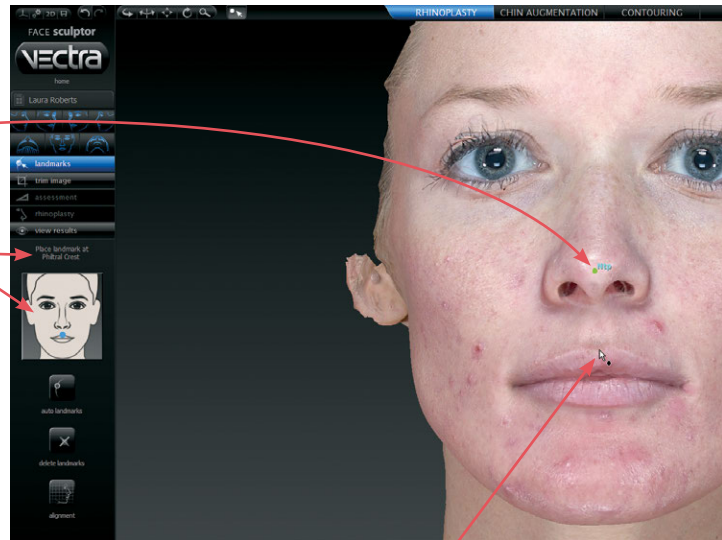 2D
RHINOPLASTY
CHIN AUGMENTATION
CONTOURING
FACE sculptor
vectra
home
Laura Roberts
landmarks
trim image
assessment
rhinoplasty
view results
Place landmark at
Philtral Crest
auto landmarks
delete landmarks
alignment